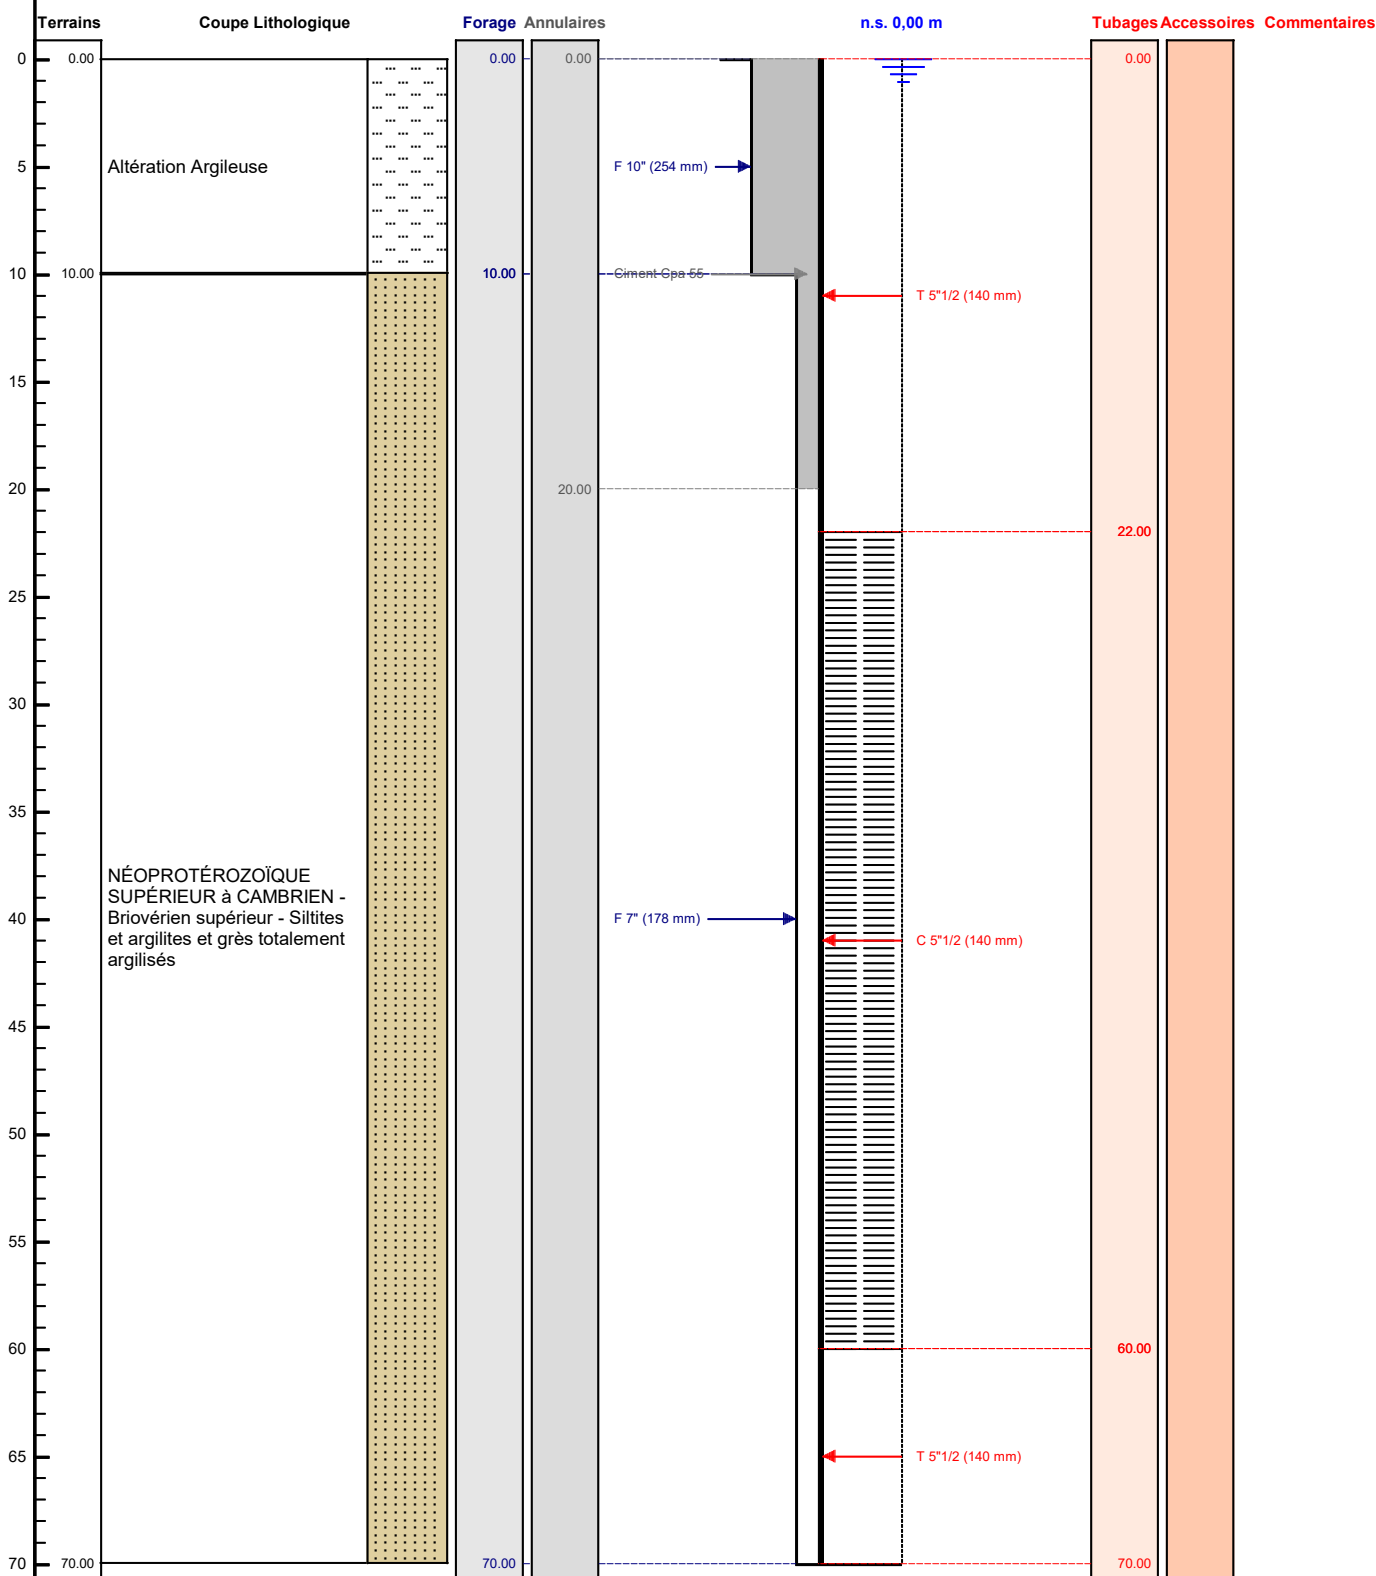 Terrains Coupe Lithologique Forage Annulaires n.s. 0,00 m Tubages Accessoires Commentaires
0 0.00 0.00 0.00 0.00
5 Altération Argileuse F 10" (254 mm)
10 10.00 10.00 Ciment Cpa 55
T 5"1/2 (140 mm)
15
20 20.00
22.00
25
30
35
NÉOPROTÉROZOÏQUE
SUPÉRIEUR à CAMBRIEN -
Briovérien supérieur - Siltites
40 F 7" (178 mm)
et argilites et grès totalement C 5"1/2 (140 mm)
argilisés
45
50
55
60 60.00
65 T 5"1/2 (140 mm)
70 70.00 70.00 70.00